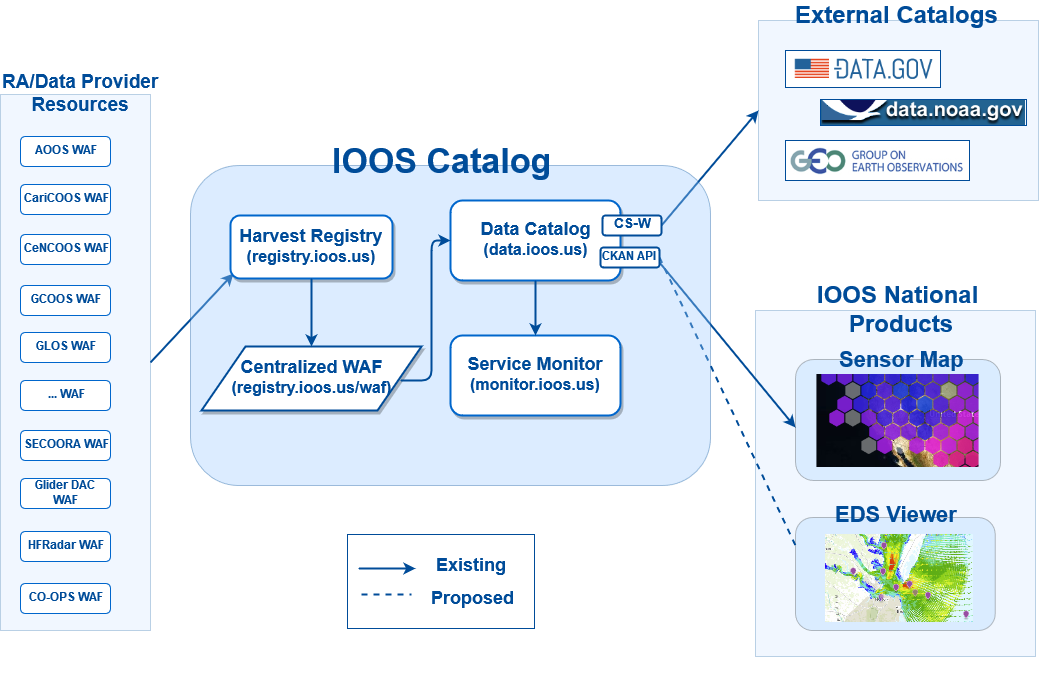 RA/Data Provider
Resources
AOOS WAF
CariCOOS WAF
CeNCOOS WAF
GCOOS WAF
GLOS WAF
... WAF
SECOORA WAF
Glider DAC
WAF
HFRadar WAF
CO-OPS WAF
IOOS Catalog
Harvest Registry
(registry.ioos.us)
Centralized WAF
(registry.ioos.us/waf)
Data Catalog
(data.ioos.us)
CS-W
CKAN API
Service Monitor
(monitor.ioos.us)
Existing
Proposed
External Catalogs
DATA.GOV
data.noaa.gov
GEO
GROUP ON
EARTH OBSERVATIONS
IOOS National
Products
Sensor Map
EDS Viewer